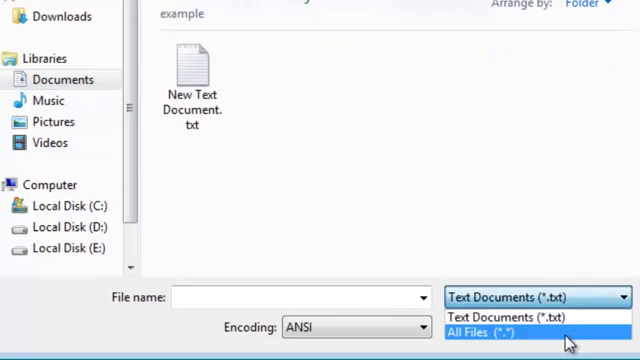 Downloads
Arrange by: Folder
example
Libraries
Documents
Music
Pictures
Videos
New Text
Document.
txt
Computer
Local Disk (C:)
Local Disk (D:)
Local Disk (E:)
File name:
Text Documents (*.txt)
Text Documents (*.txt)
All Files (*.*)
Encoding: ANSI